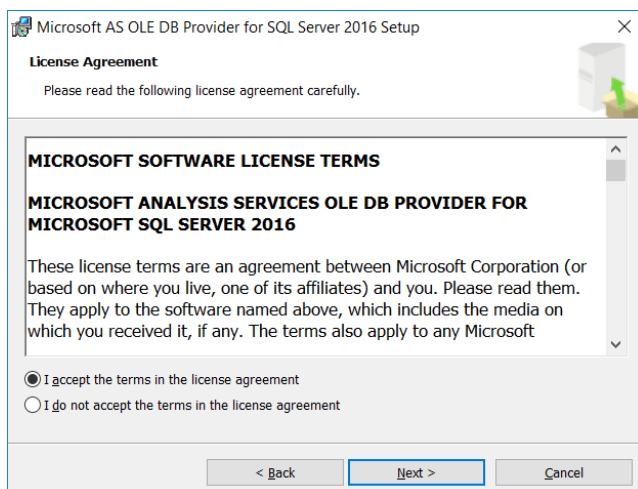 Microsoft AS OLE DB Provider for SQL Server 2016 Setup
License Agreement
Please read the following license agreement carefully.
MICROSOFT SOFTWARE LICENSE TERMS
MICROSOFT ANALYSIS SERVICES OLE DB PROVIDER FOR
MICROSOFT SQL SERVER 2016
These license terms are an agreement between Microsoft Corporation (or
based on where you live, one of its affiliates) and you. Please read them.
They apply to the software named above, which includes the media on
which you received it, if any. The terms also apply to any Microsoft
I accept the terms in the license agreement
I do not accept the terms in the license agreement
< Back Next > Cancel